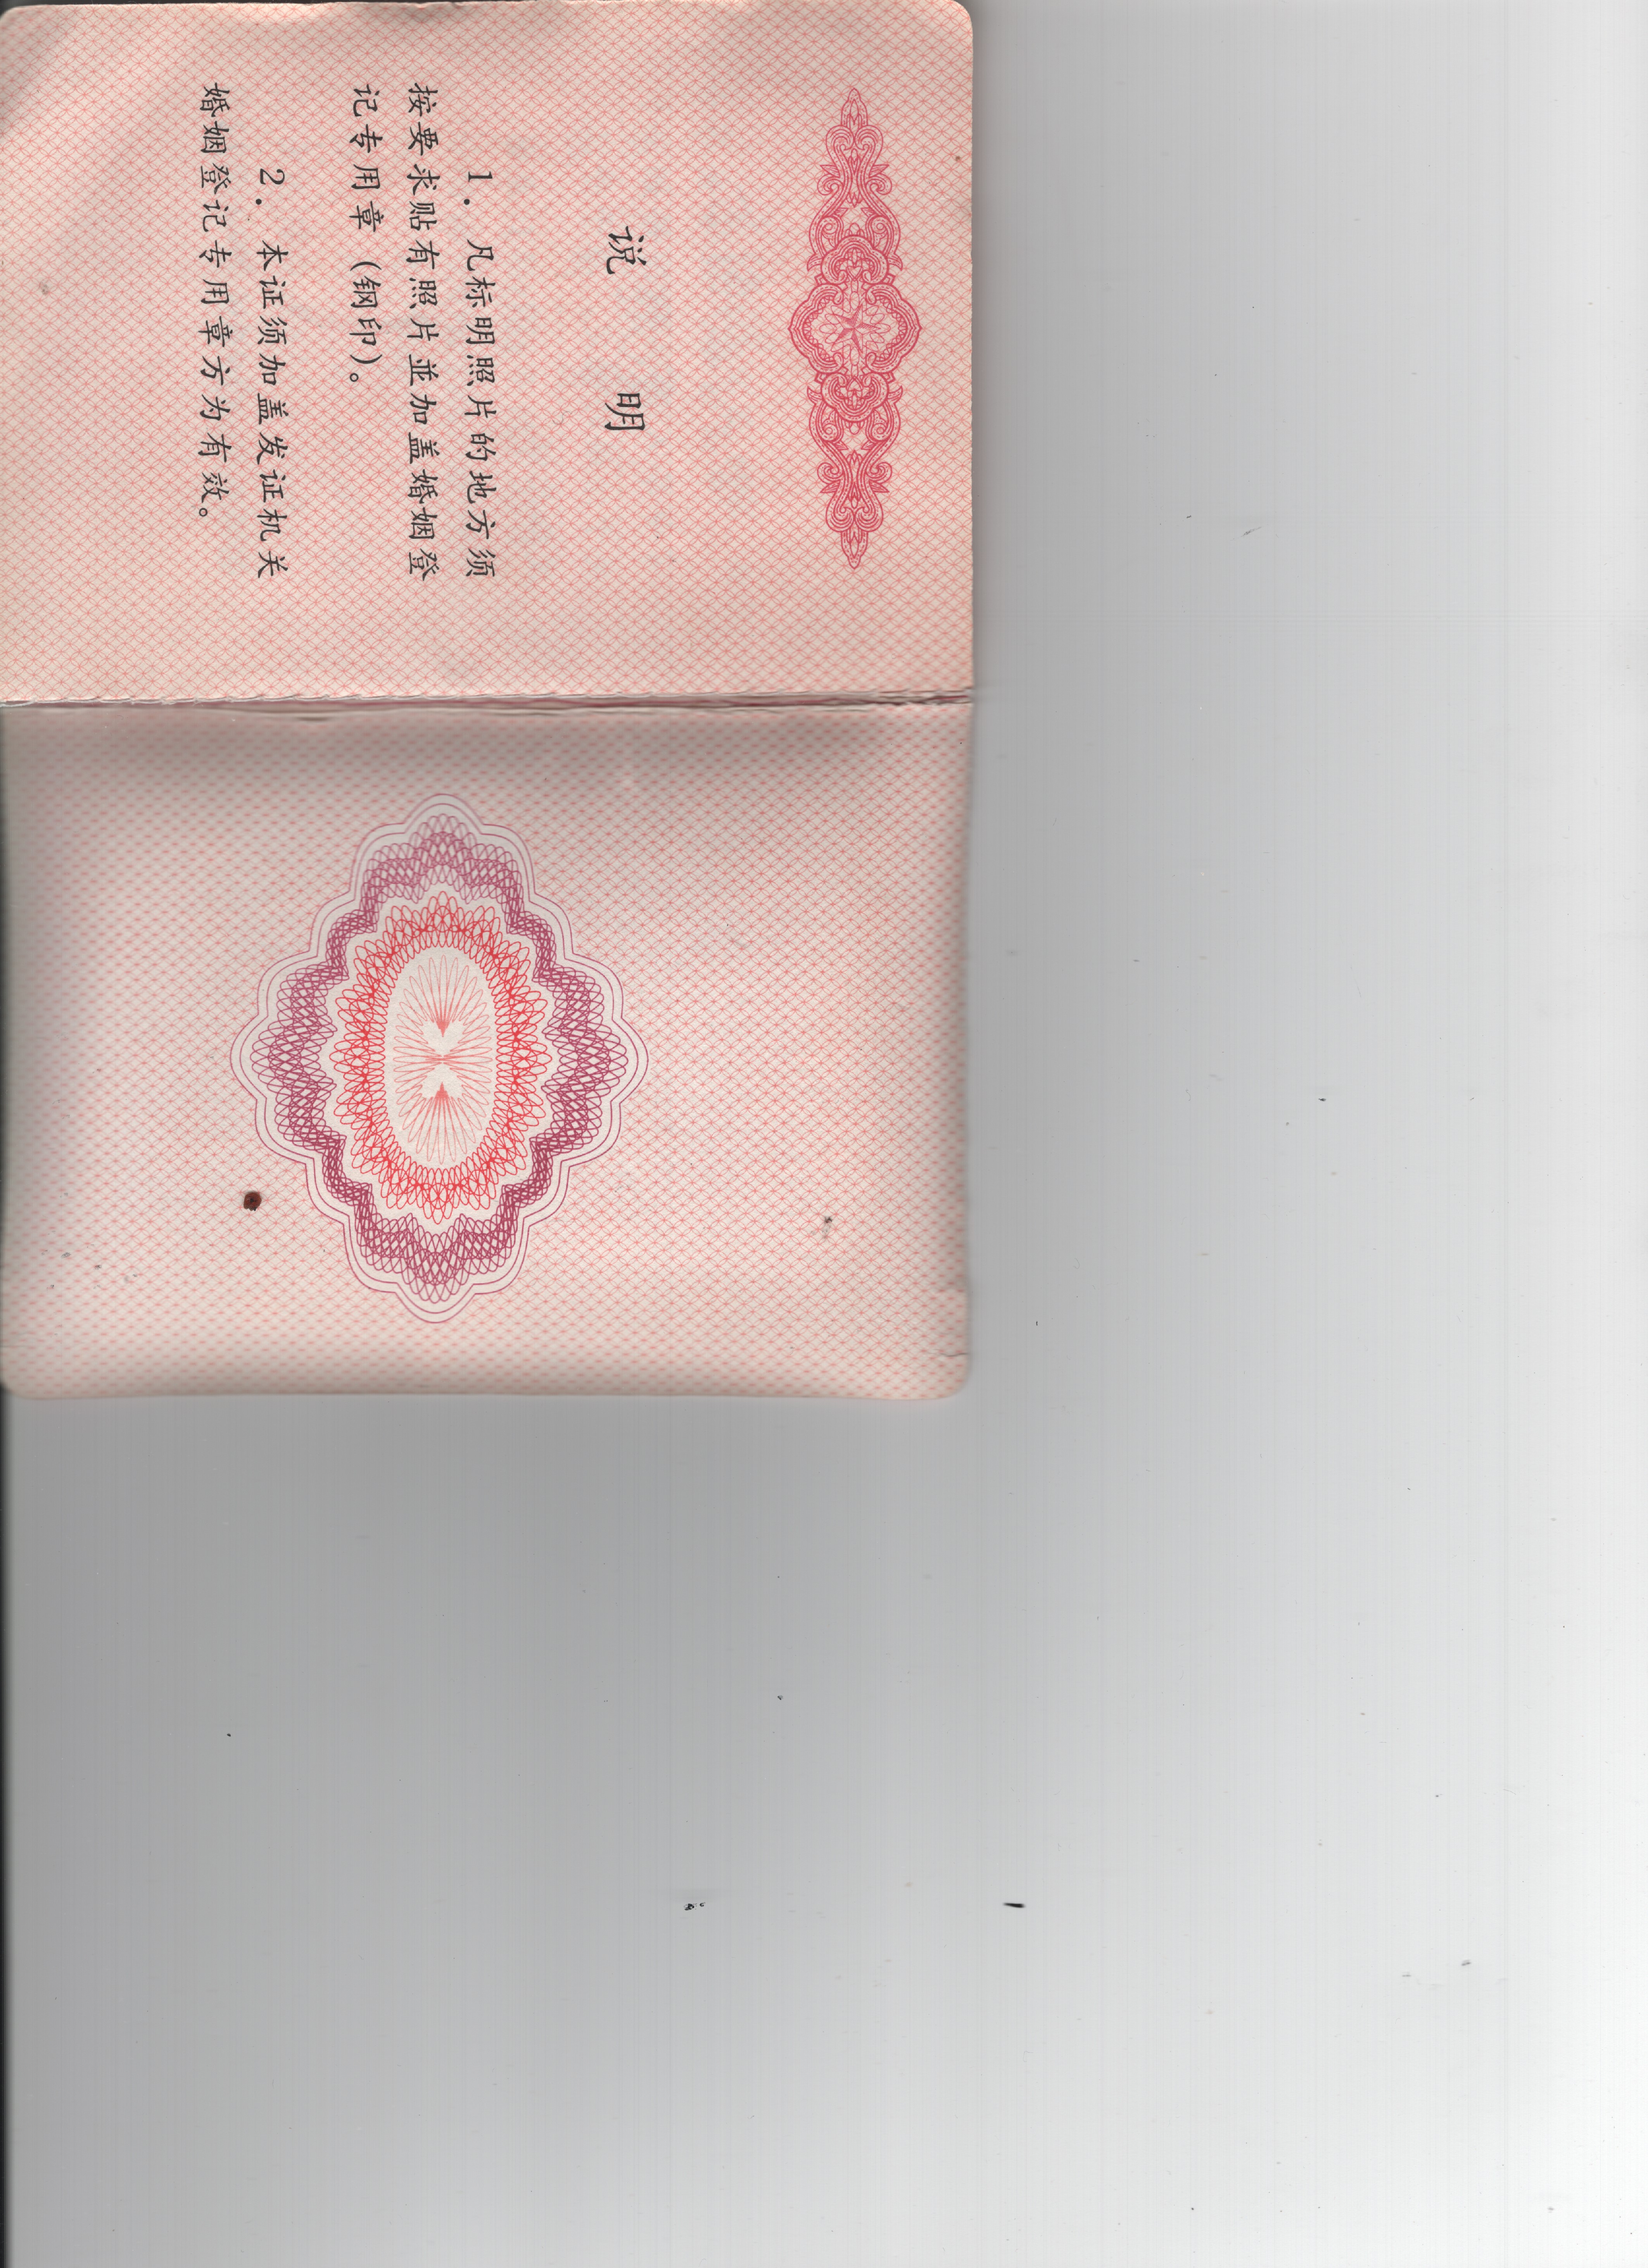 说 明
1. 凡标明照片的地方须
按要求贴有照片並加盖婚姻登
记专用章（钢印）。
2. 本证须加盖发证机关
婚姻登记专用章方为有效。